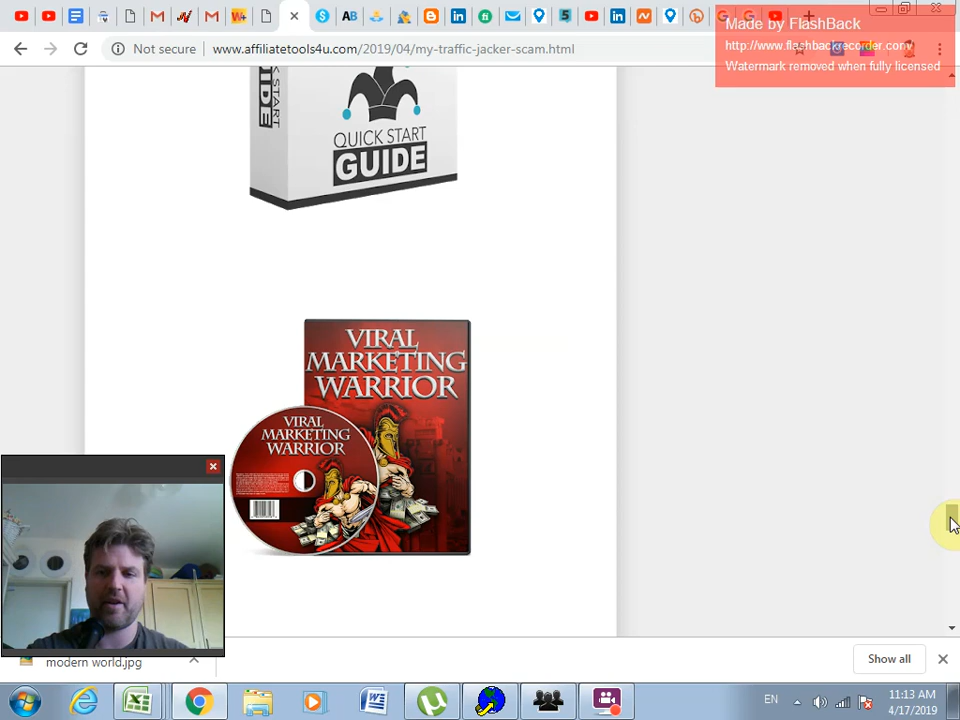 Made by FlashBack
http://www.flashbackrecorder.com/
Watermark removed when fully licensed
Not secure
www.affiliatetools4u.com/2019/04/my-traffic-jacker-scam.html
QUICK START
GUIDE
VIRAL
MARKETING
WARRIOR
VIRAL
MARKETING
WARRIOR
modern world.jpg
Show all
EN
11:13 AM
4/17/2019